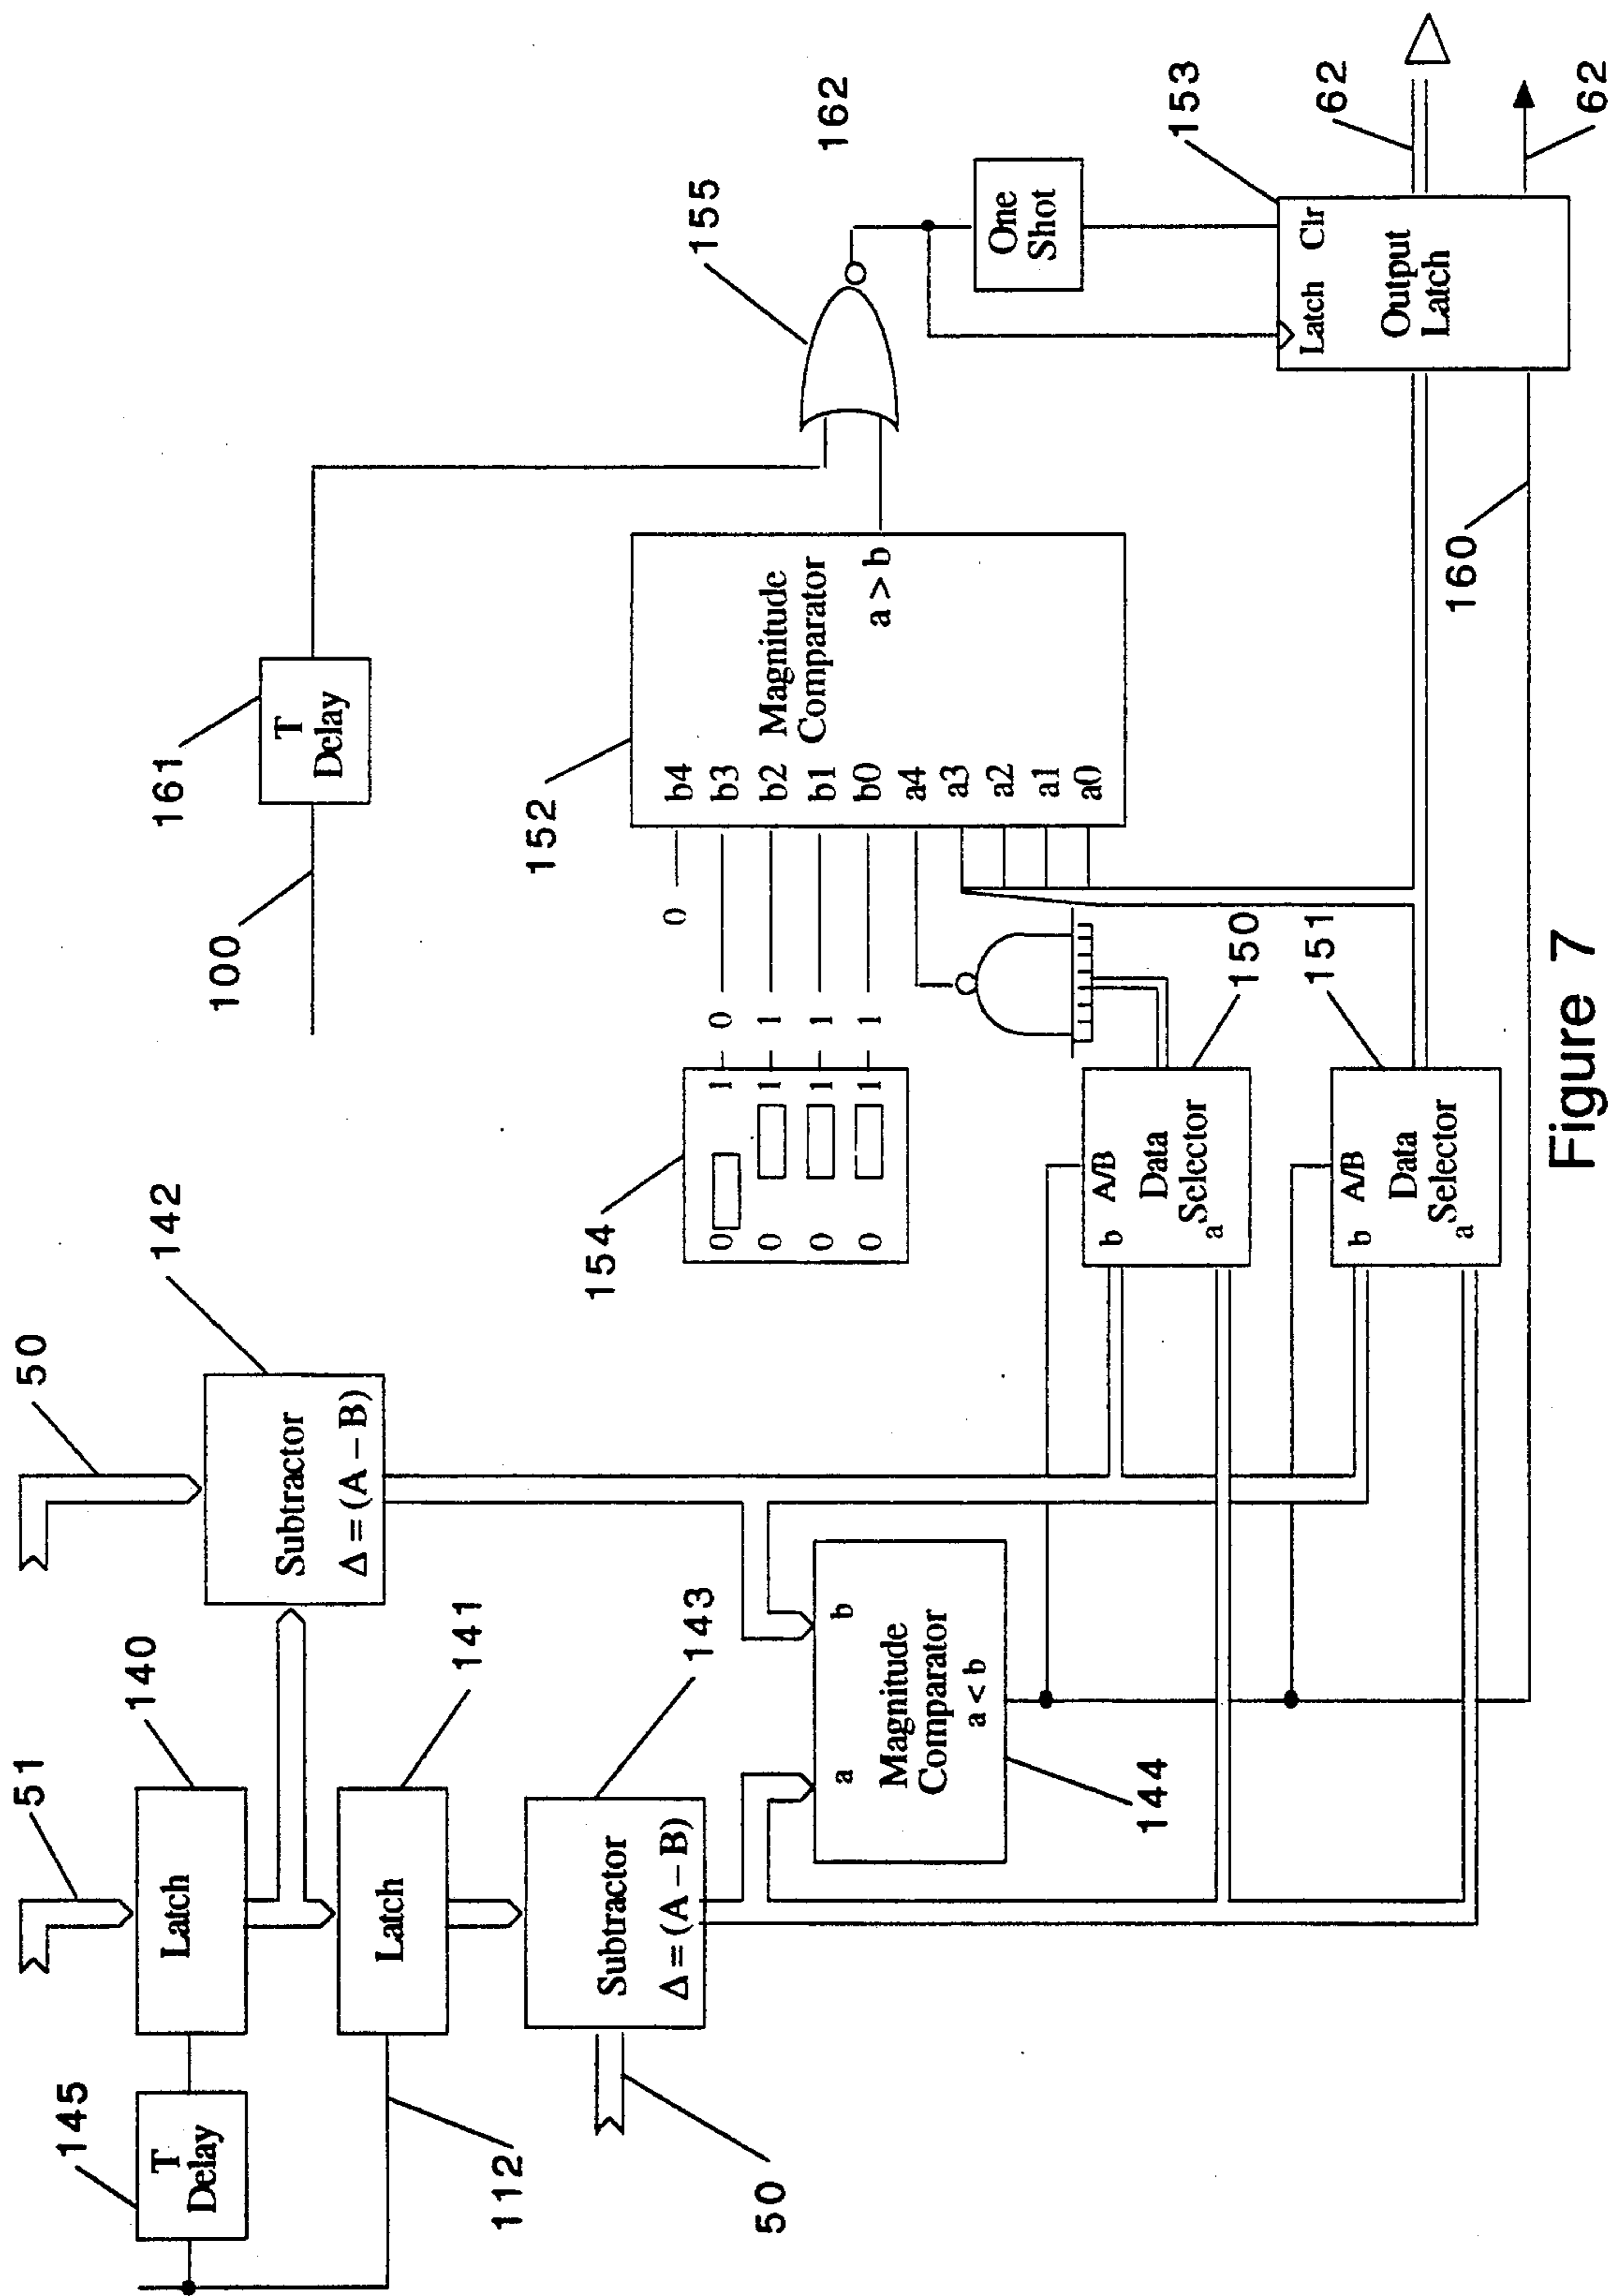 145
T
Delay
140
Latch
51
112
141
Latch
50
143
Subtractor
Δ = (A – B)
142
Subtractor
Δ = (A – B)
50
144
a
b
Magnitude
Comparator
a < b
154
0 1
0 1
0 1
0 1
0
0
1
1
1
100
161
T
Delay
152
b4
b3
b2
b1
b0
a4
a3
a2
a1
a0
Magnitude
Comparator
a > b
155
162
One
Shot
150
b A/B
Data
Selector
a
151
b A/B
Data
Selector
a
153
Latch Clr
Output
Latch
62
62
160
Figure 7